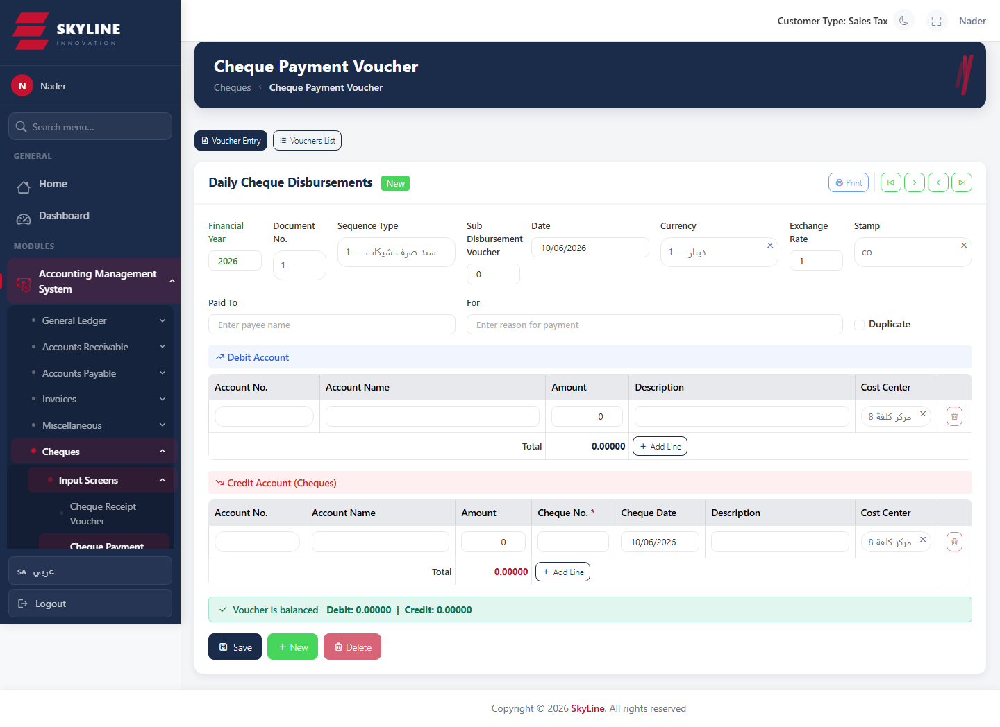 SKYLINE
INNOVATION
Customer Type: Sales Tax
Nader
N
Nader
Search menu...
GENERAL
Home
Dashboard
MODULES
Accounting Management
System
General Ledger
Accounts Receivable
Accounts Payable
Invoices
Miscellaneous
Cheques
Input Screens
Cheque Receipt
Voucher
Cheque Payment
SA عربي
Logout
Cheque Payment Voucher
Cheques < Cheque Payment Voucher
Voucher Entry
Vouchers List
Daily Cheque Disbursements New
Print
Financial
Year
2026
Document
No.
1
Sequence Type
1 — سند صرف شيكات
Sub
Disbursement
Voucher
0
Date
10/06/2026
Currency
1 — دينار
Exchange
Rate
1
Stamp
co
Paid To
Enter payee name
For
Enter reason for payment
Duplicate
Debit Account
Account No. Account Name Amount Description Cost Center
0 مركز كلفة 8
Total 0.00000 + Add Line
Credit Account (Cheques)
Account No. Account Name Amount Cheque No. * Cheque Date Description Cost Center
0 10/06/2026 مركز كلفة 8
Total 0.00000 + Add Line
Voucher is balanced Debit: 0.00000 | Credit: 0.00000
Save
+ New
Delete
Copyright © 2026 SkyLine. All rights reserved